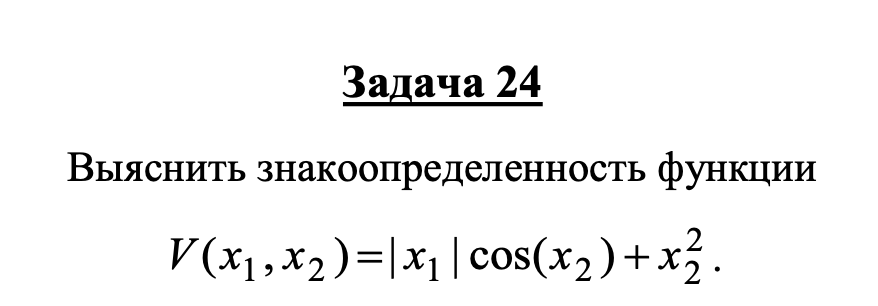 Задача 24
Выяснить знакоопределенность функции
V(x₁, x₂)=| x₁ | cos(x₂) + x₂².